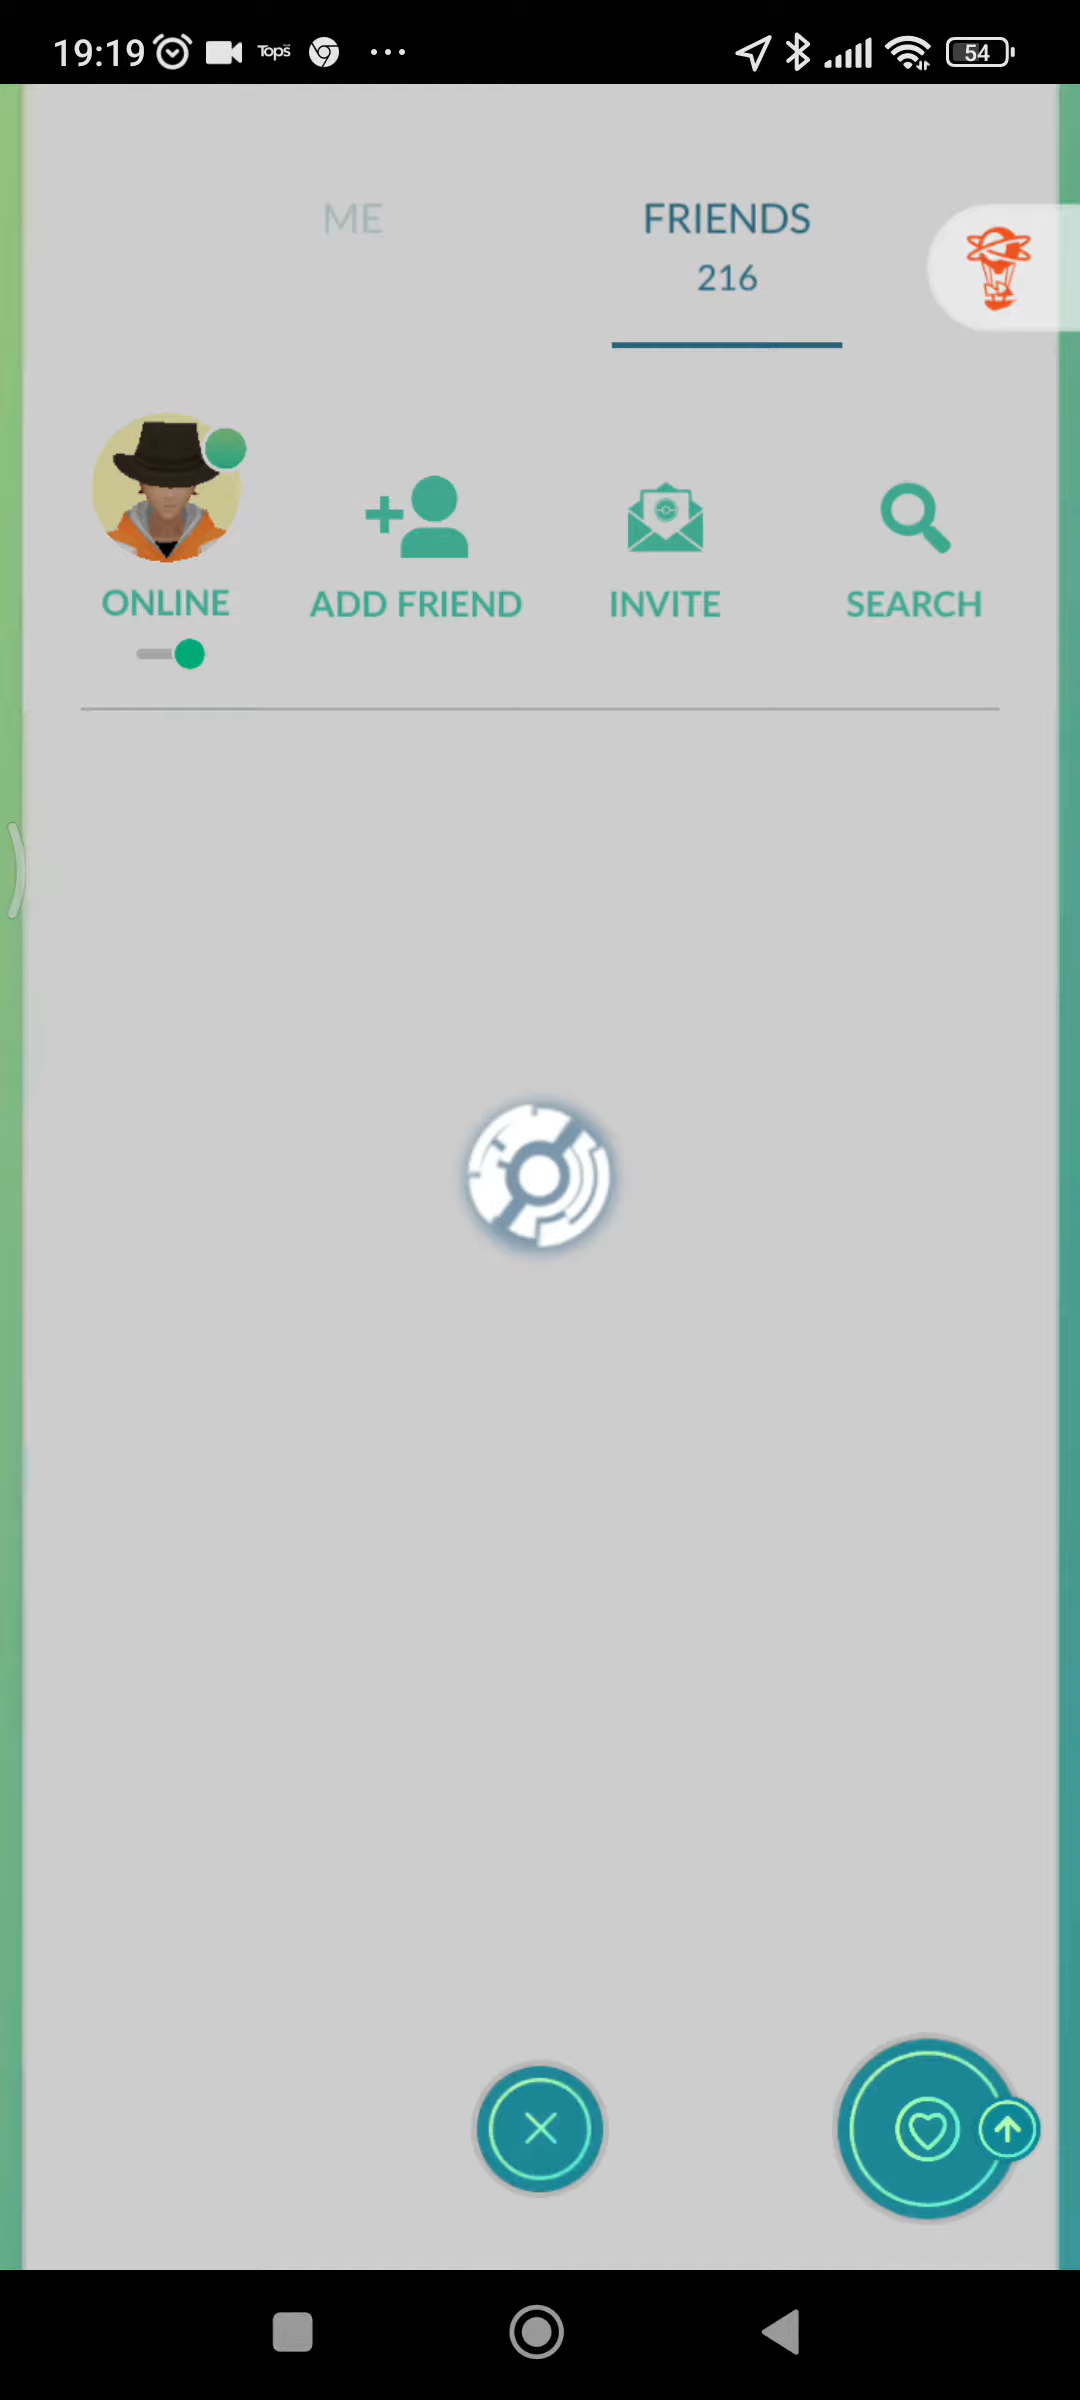 19:19 Tops 54
ME
FRIENDS
216
ONLINE
ADD FRIEND
INVITE
SEARCH